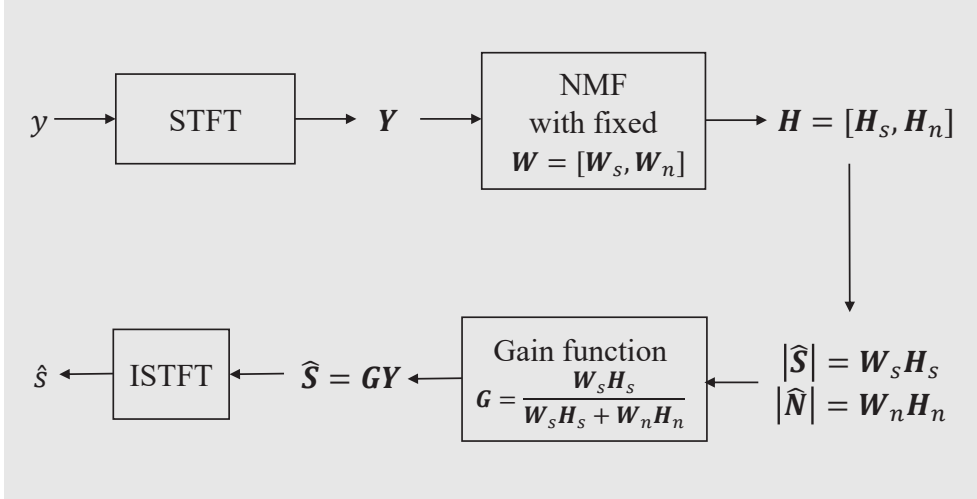 y
STFT
Y
NMF
with fixed
W = [W_s, W_n]
H = [H_s, H_n]
|Ŝ| = W_s H_s
|N̂| = W_n H_n
Gain function
G = W_s H_s / (W_s H_s + W_n H_n)
Ŝ = GY
ISTFT
ŝ